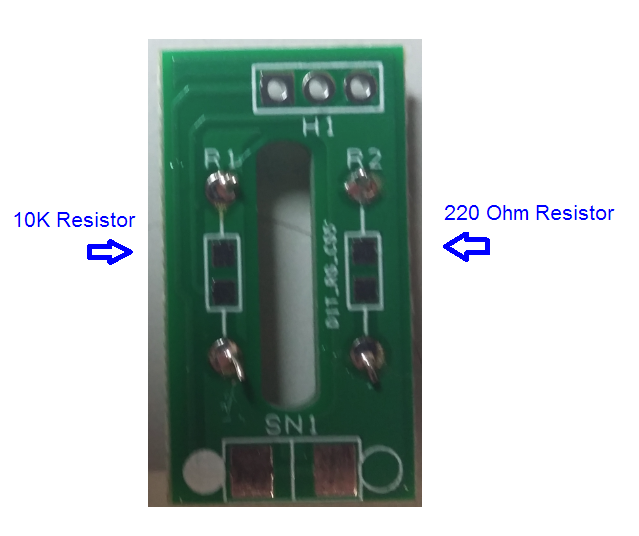 H1
R1 R2
10K Resistor
220 Ohm Resistor
SN1